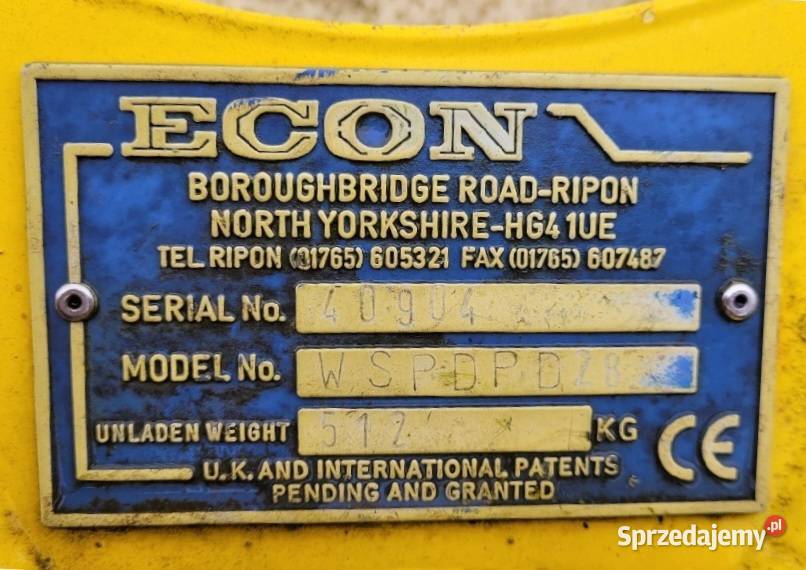 ECON
BOROUGHBRIDGE ROAD-RIPON
NORTH YORKSHIRE-HG4 1UE
TEL RIPON (01765) 605321 FAX (01765) 607487
SERIAL No. 40904
MODEL No. WSPDPD28
UNLADEN WEIGHT 512 KG CE
U.K. AND INTERNATIONAL PATENTS
PENDING AND GRANTED
Sprzedajemy.pl